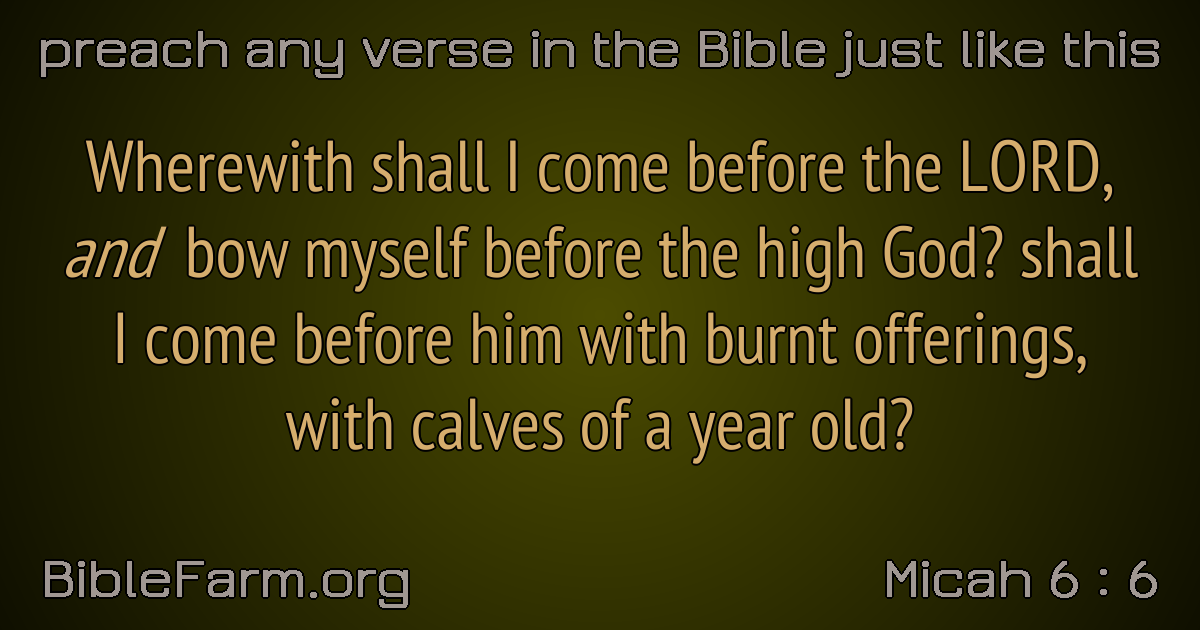 preach any verse in the Bible just like this
Wherewith shall I come before the LORD,
and bow myself before the high God? shall
I come before him with burnt offerings,
with calves of a year old?
BibleFarm.org
Micah 6 : 6